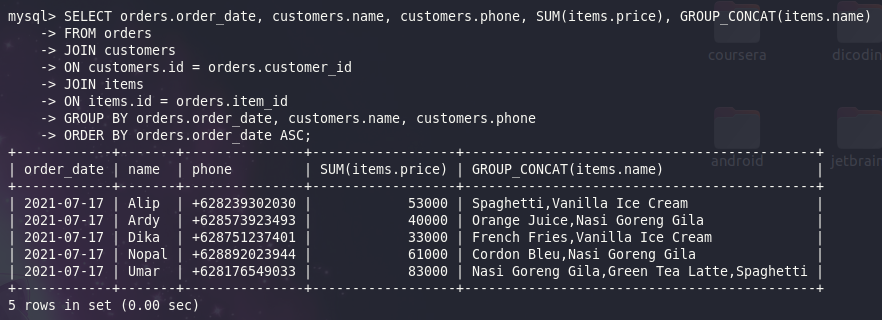 mysql> SELECT orders.order_date, customers.name, customers.phone, SUM(items.price), GROUP_CONCAT(items.name)
    -> FROM orders
    -> JOIN customers
    -> ON customers.id = orders.customer_id
    -> JOIN items
    -> ON items.id = orders.item_id
    -> GROUP BY orders.order_date, customers.name, customers.phone
    -> ORDER BY orders.order_date ASC;
+------------+-------+---------------+------------------+--------------------------------------------+
| order_date | name  | phone         | SUM(items.price) | GROUP_CONCAT(items.name)                   |
+------------+-------+---------------+------------------+--------------------------------------------+
| 2021-07-17 | Alip  | +628239302030 |            53000 | Spaghetti,Vanilla Ice Cream                |
| 2021-07-17 | Ardy  | +628573923493 |            40000 | Orange Juice,Nasi Goreng Gila              |
| 2021-07-17 | Dika  | +628751237401 |            33000 | French Fries,Vanilla Ice Cream             |
| 2021-07-17 | Nopal | +628892023944 |            61000 | Cordon Bleu,Nasi Goreng Gila               |
| 2021-07-17 | Umar  | +628176549033 |            83000 | Nasi Goreng Gila,Green Tea Latte,Spaghetti |
+------------+-------+---------------+------------------+--------------------------------------------+
5 rows in set (0.00 sec)
coursera
dicodin
android
jetbrain